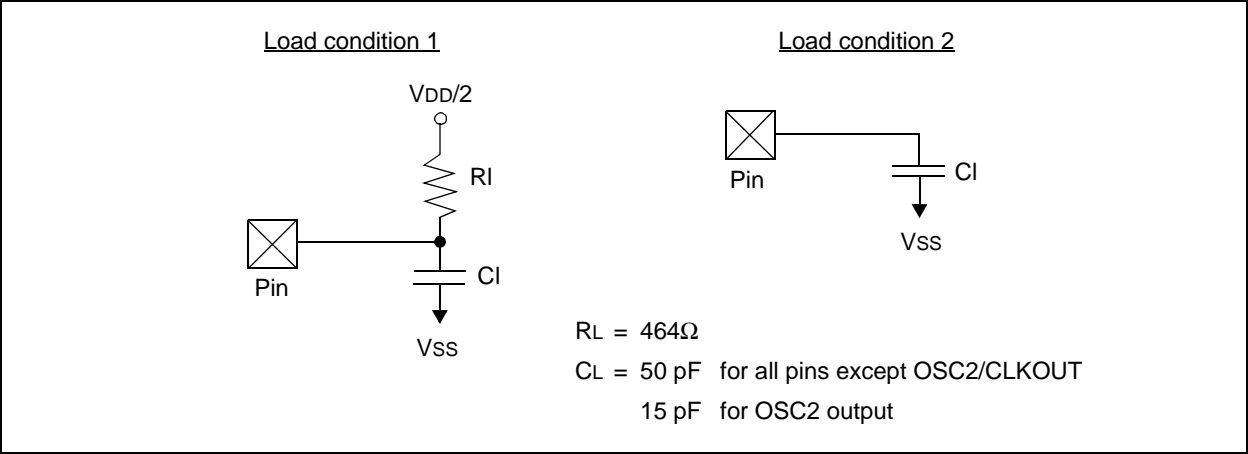 Load condition 1
VDD/2
Rl
Pin
Cl
VSS
Load condition 2
Pin
Cl
VSS
RL = 464Ω
CL = 50 pF for all pins except OSC2/CLKOUT
15 pF for OSC2 output